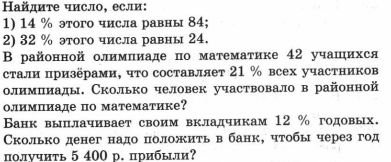 Найдите число, если:
1) 14 % этого числа равны 84;
2) 32 % этого числа равны 24.
В районной олимпиаде по математике 42 учащихся
стали призёрами, что составляет 21 % всех участников
олимпиады. Сколько человек участвовало в районной
олимпиаде по математике?
Банк выплачивает своим вкладчикам 12 % годовых.
Сколько денег надо положить в банк, чтобы через год
получить 5 400 р. прибыли?